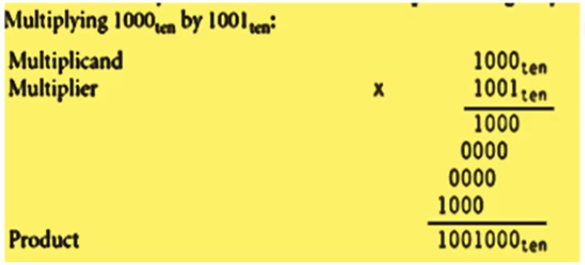 Multiplying 1000ten by 1001ten:
Multiplicand 1000ten
Multiplier x 1001ten
1000
0000
0000
1000
Product 1001000ten